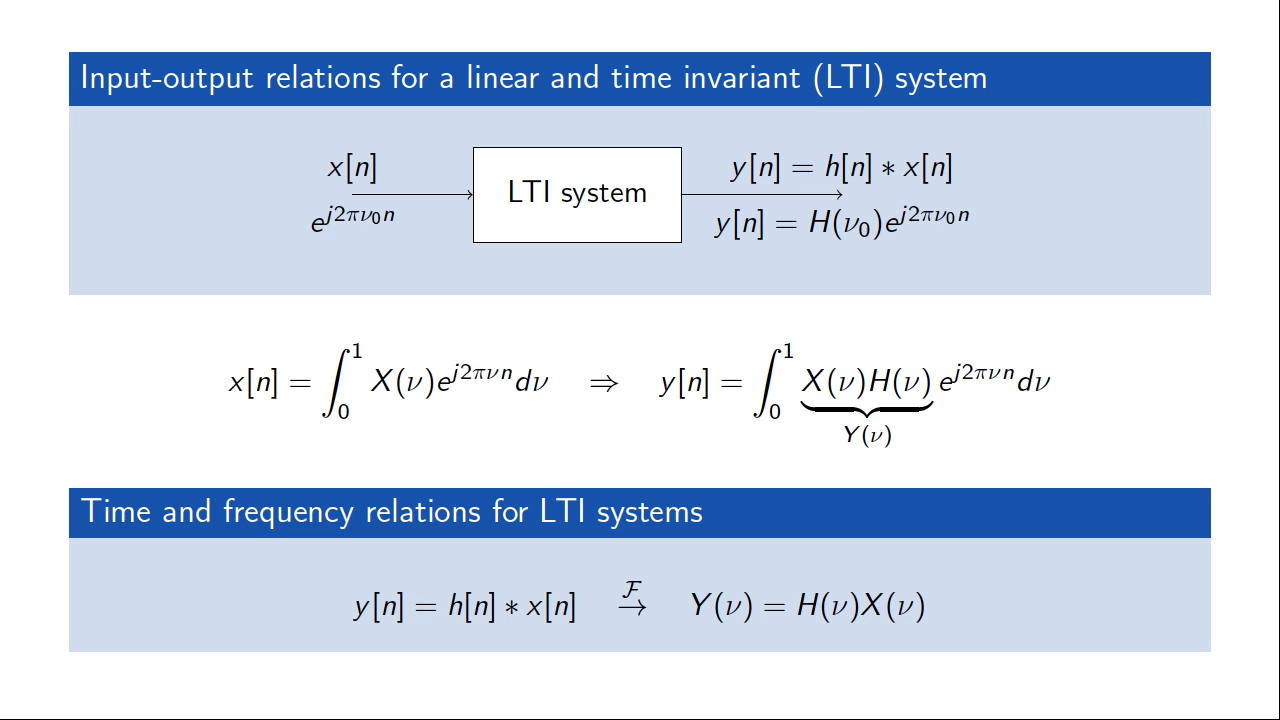 Input-output relations for a linear and time invariant (LTI) system
x[n]
e^{j2πν₀n}
LTI system
y[n] = h[n] ∗ x[n]
y[n] = H(ν₀)e^{j2πν₀n}
x[n] = ∫₀¹ X(ν)e^{j2πνn}dν ⇒ y[n] = ∫₀¹ X(ν)H(ν) e^{j2πνn}dν
Y(ν)
Time and frequency relations for LTI systems
y[n] = h[n] ∗ x[n] →^ℱ Y(ν) = H(ν)X(ν)